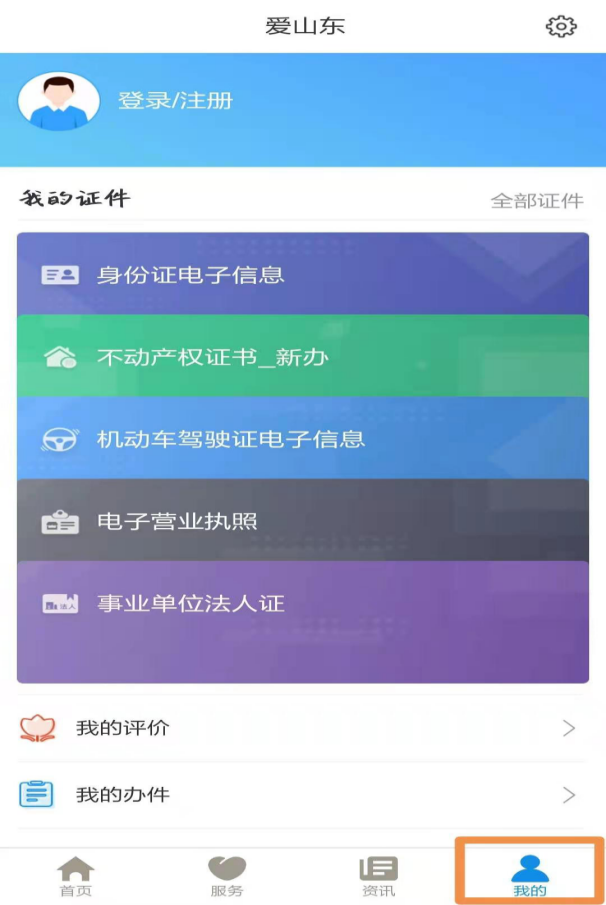 爱山东
登录/注册
我的证件
全部证件
身份证电子信息
不动产权证书_新办
机动车驾驶证电子信息
电子营业执照
法人
事业单位法人证
我的评价
我的办件
首页
服务
资讯
我的